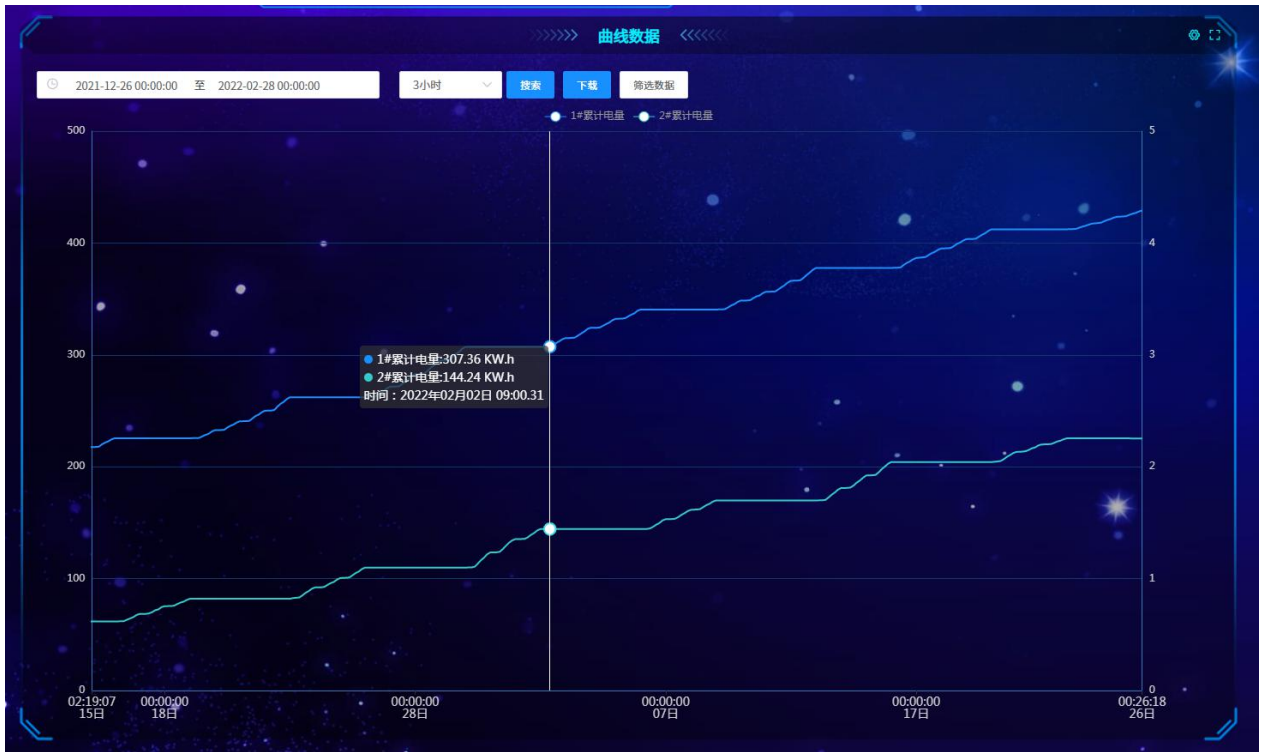 曲线数据
2021-12-26 00:00:00 至 2022-02-28 00:00:00
3小时
搜索
下载
筛选数据
1#累计电量 2#累计电量
500
400
300
200
100
0
5
4
3
2
1
0
1#累计电量:307.36 KW.h
2#累计电量:144.24 KW.h
时间：2022年02月02日 09:00.31
02:19:07
15日
00:00:00
18日
00:00:00
28日
00:00:00
07日
00:00:00
17日
00:26:18
26日